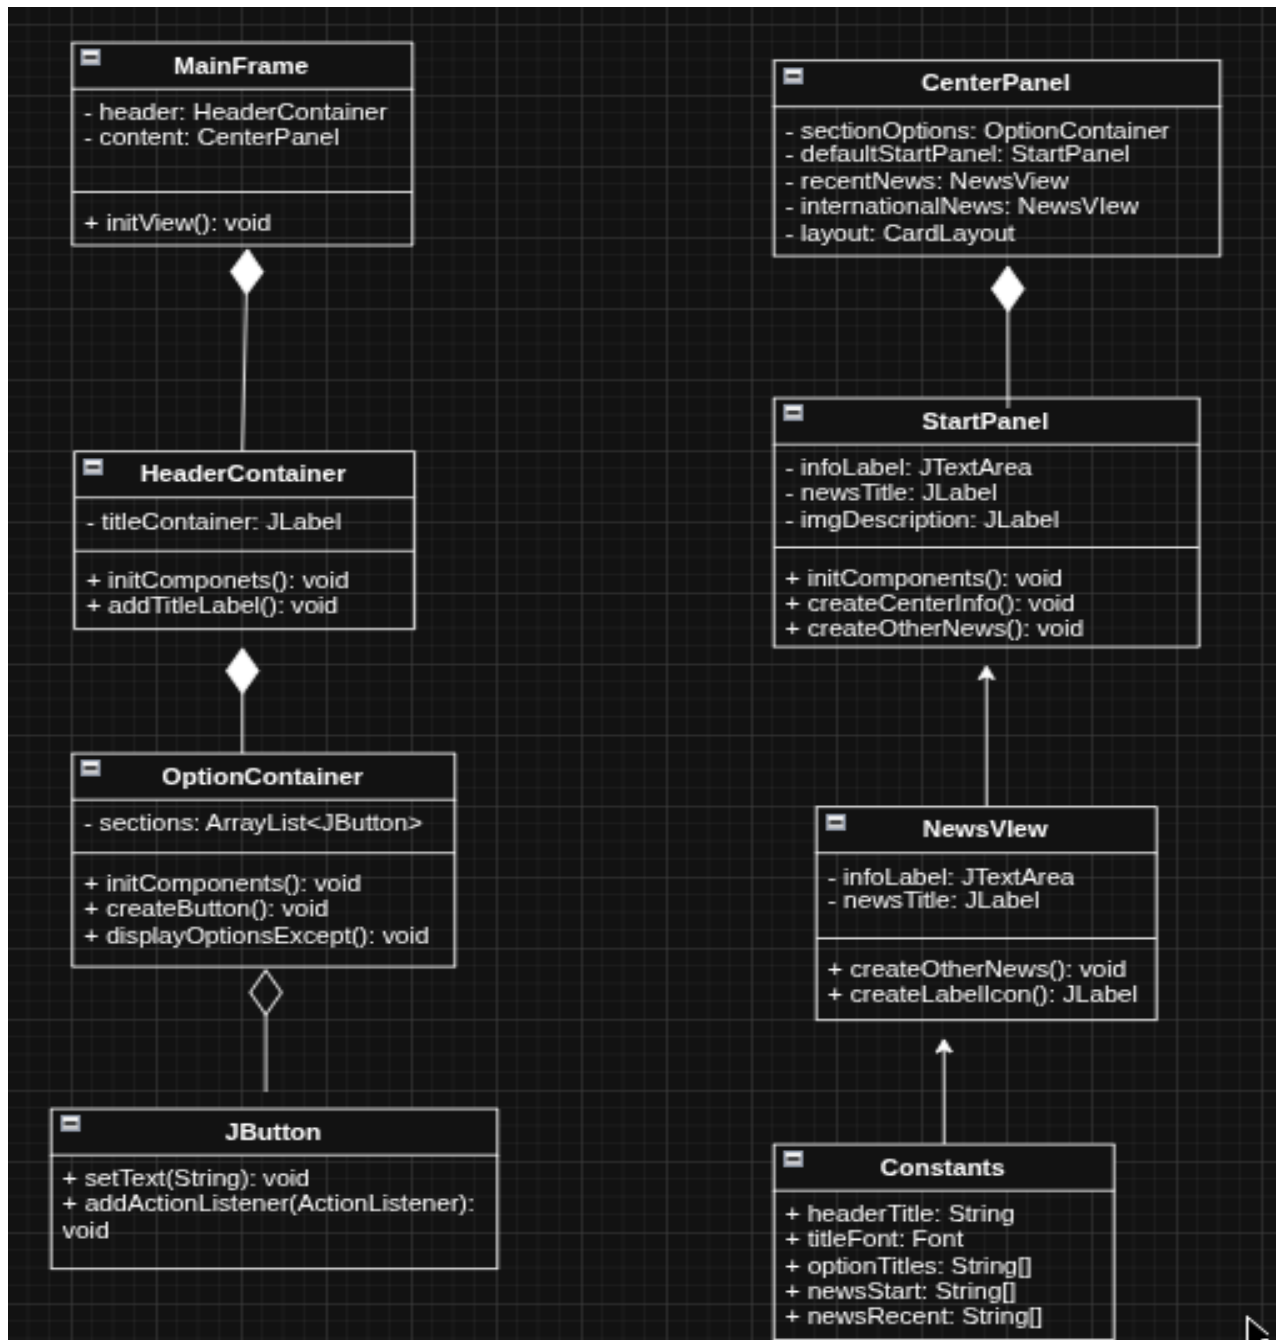 MainFrame
- header: HeaderContainer
- content: CenterPanel
+ initView(): void
HeaderContainer
- titleContainer: JLabel
+ initComponets(): void
+ addTitleLabel(): void
OptionContainer
- sections: ArrayList<JButton>
+ initComponents(): void
+ createButton(): void
+ displayOptionsExcept(): void
JButton
+ setText(String): void
+ addActionListener(ActionListener):
void
CenterPanel
- sectionOptions: OptionContainer
- defaultStartPanel: StartPanel
- recentNews: NewsView
- internationalNews: NewsVIew
- layout: CardLayout
StartPanel
- infoLabel: JTextArea
- newsTitle: JLabel
- imgDescription: JLabel
+ initComponents(): void
+ createCenterInfo(): void
+ createOtherNews(): void
NewsVIew
- infoLabel: JTextArea
- newsTitle: JLabel
+ createOtherNews(): void
+ createLabelIcon(): JLabel
Constants
+ headerTitle: String
+ titleFont: Font
+ optionTitles: String[]
+ newsStart: String[]
+ newsRecent: String[]